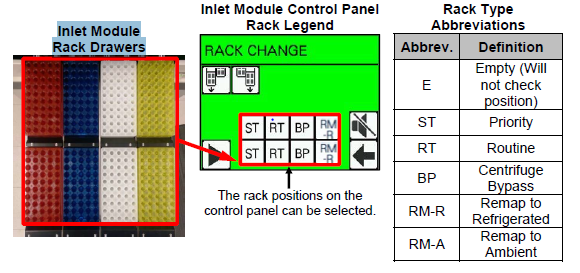 Inlet Module
Rack Drawers
Inlet Module Control Panel
Rack Legend
RACK CHANGE
ST RT BP RM-R
ST RT BP RM-R
The rack positions on the
control panel can be selected.
Rack Type
Abbreviations
Abbrev. Definition
E Empty (Will
not check
position)
ST Priority
RT Routine
BP Centrifuge
Bypass
RM-R Remap to
Refrigerated
RM-A Remap to
Ambient